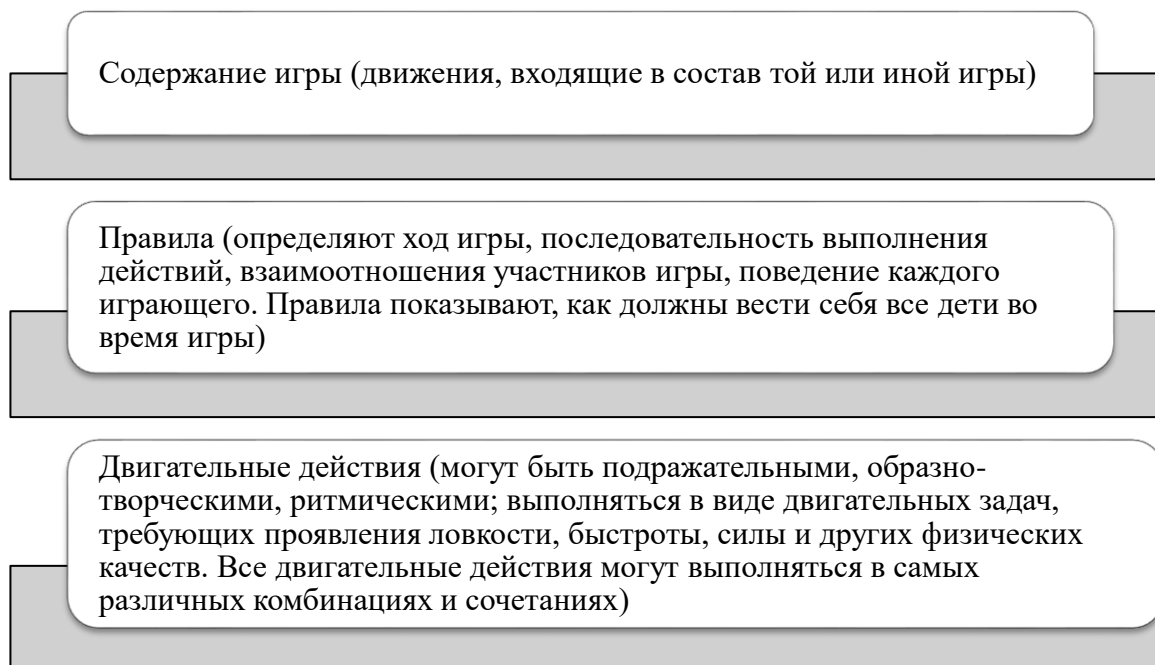 Содержание игры (движения, входящие в состав той или иной игры)
Правила (определяют ход игры, последовательность выполнения
действий, взаимоотношения участников игры, поведение каждого
играющего. Правила показывают, как должны вести себя все дети во
время игры)
Двигательные действия (могут быть подражательными, образно-
творческими, ритмическими; выполняться в виде двигательных задач,
требующих проявления ловкости, быстроты, силы и других физических
качеств. Все двигательные действия могут выполняться в самых
различных комбинациях и сочетаниях)